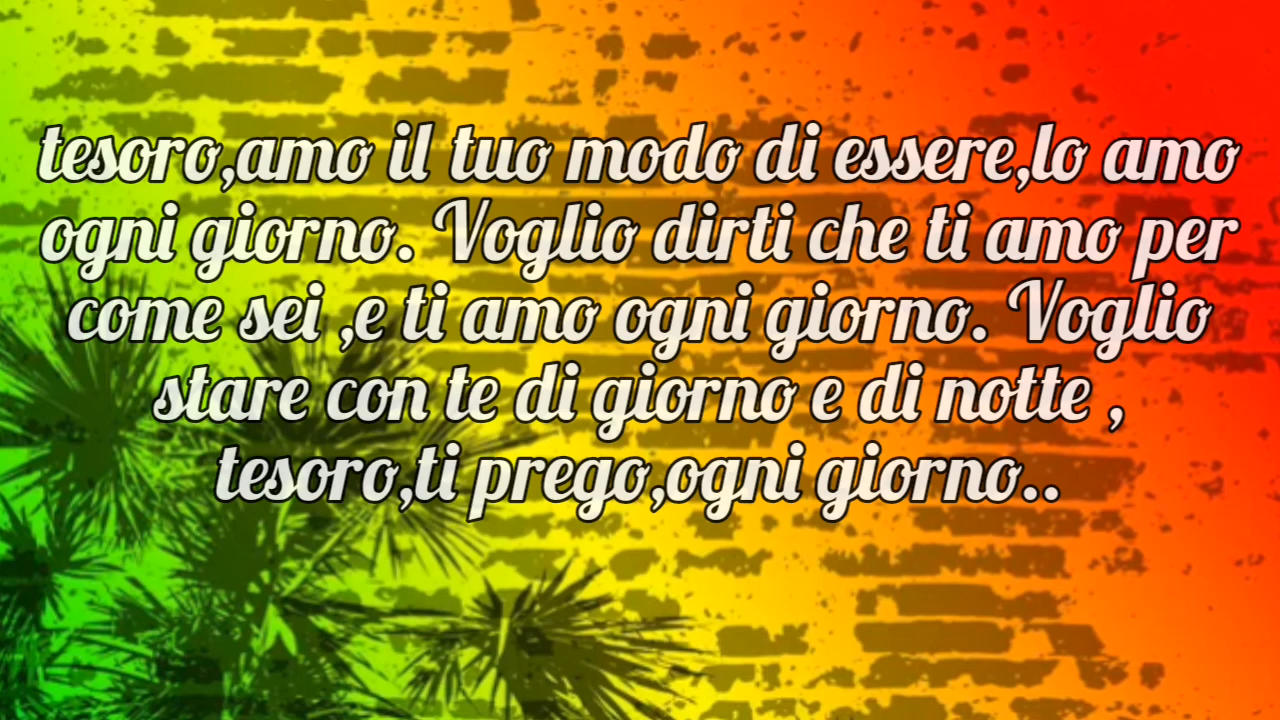 tesoro,amo il tuo modo di essere,lo amo
ogni giorno. Voglio dirti che ti amo per
come sei ,e ti amo ogni giorno. Voglio
stare con te di giorno e di notte ,
tesoro,ti prego,ogni giorno..